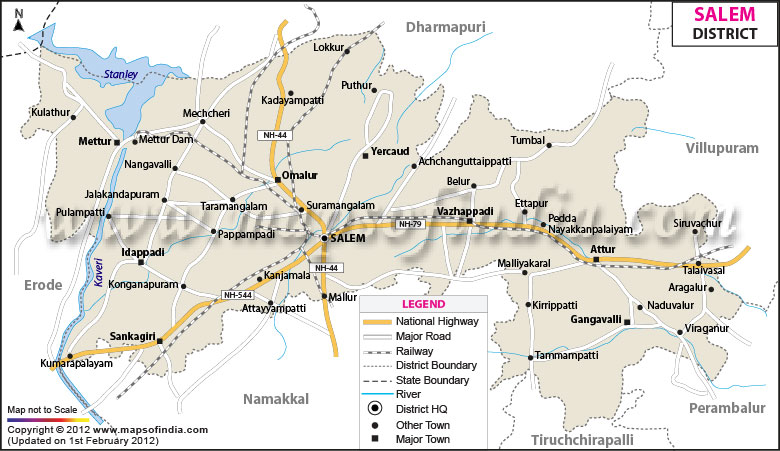 N
SALEM
DISTRICT
Dharmapuri
Lokkur
Stanley
Puthur
Kadayampatti
Kulathur
Mechcheri
NH-44
Tumbal
Mettur
Mettur Dam
Villupuram
Yercaud
Nangavalli
Achchanguttaippatti
Omalur
Belur
Jalakandapuram
Taramangalam
Suramangalam
Ettapur
Pulampatti
Vazhappadi
Pedda
Nayakkanpalaiyam
Siruvachur
www.mapsofindia.com
NH-79
Pappampadi
SALEM
Idappadi
Attur
Kaveri
NH-44
Malliyakaral
Talaivasal
Erode
Konganapuram
Kanjamala
Aragalur
NH-544
Mallur
Attayyampatti
Kirrippatti
Naduvalur
Gangavalli
Viraganur
Sankagiri
Kumarapalayam
Tammampatti
Namakkal
Perambalur
Tiruchchirapalli
LEGEND
National Highway
Major Road
Railway
District Boundary
State Boundary
River
District HQ
Other Town
Major Town
Map not to Scale
Copyright © 2012 www.mapsofindia.com
(Updated on 1st February 2012)